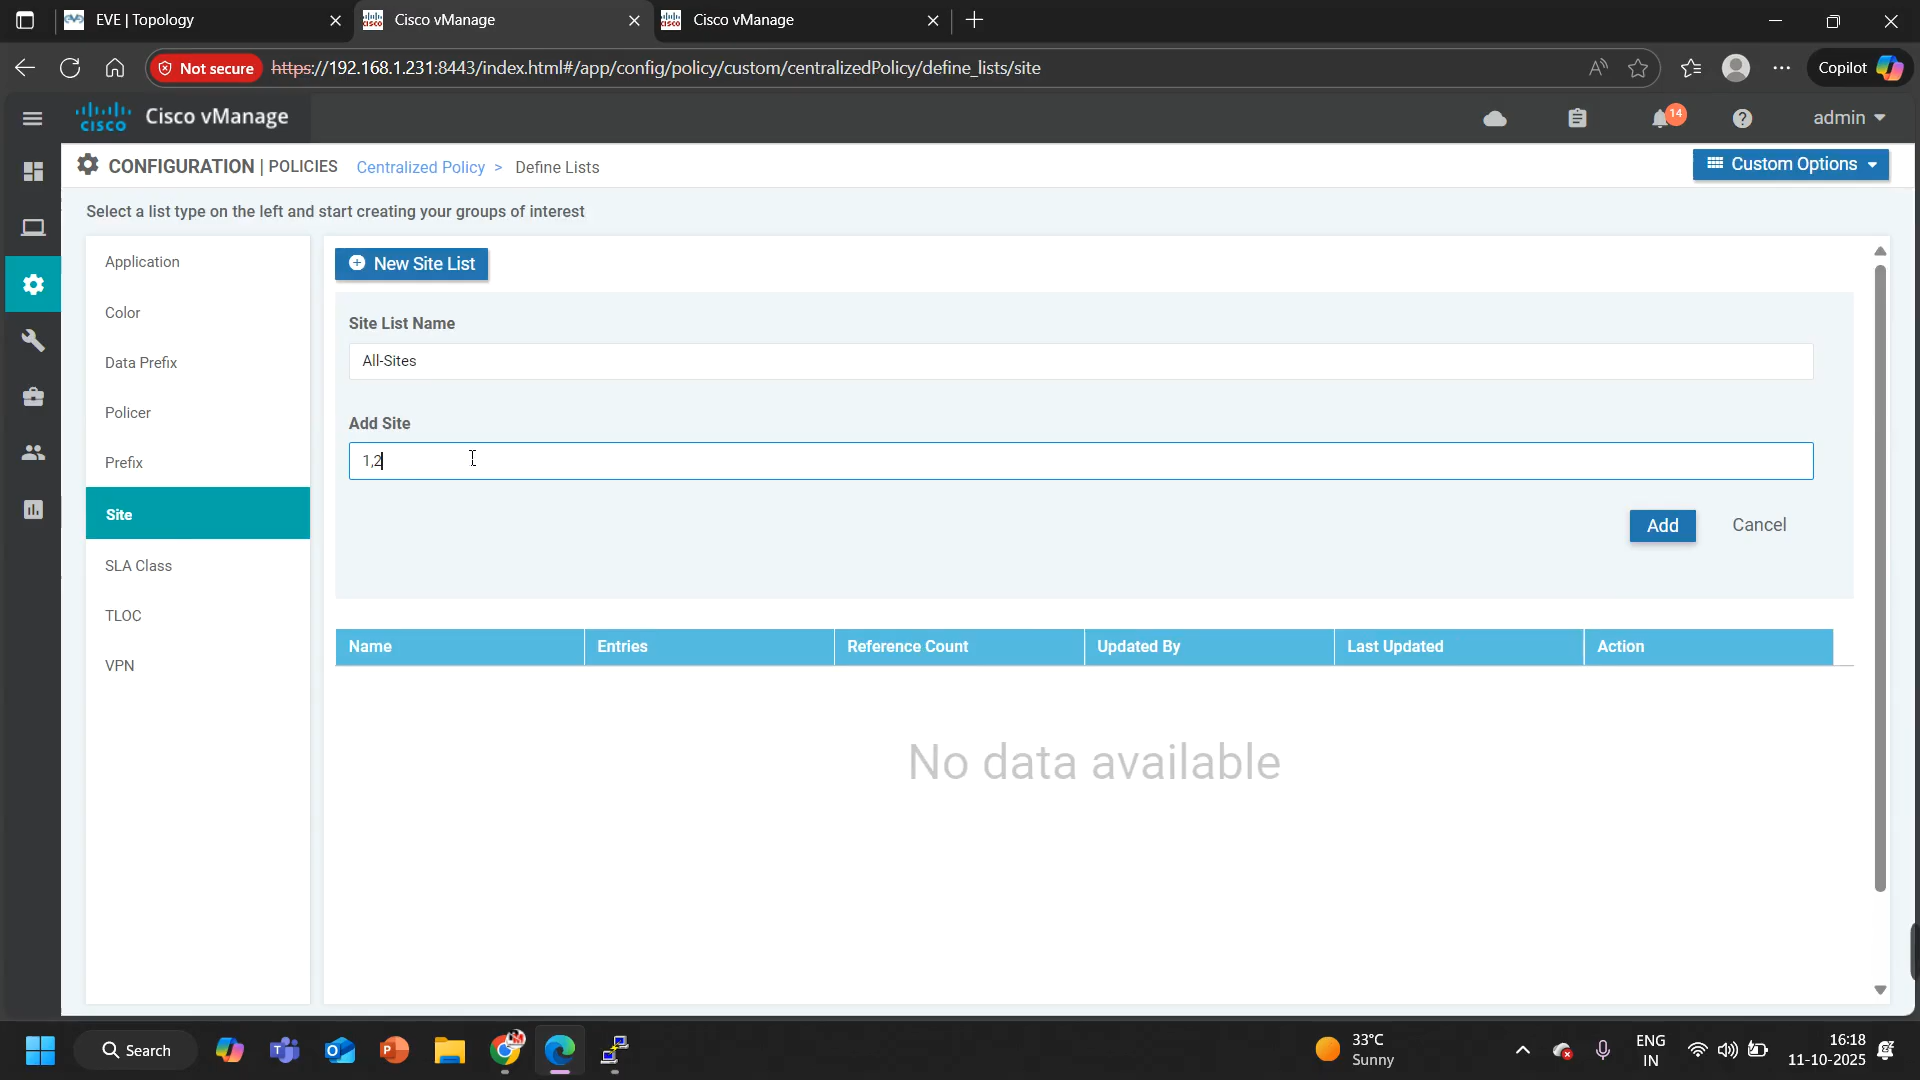 EVE | Topology
Cisco vManage
Cisco vManage
Not secure
https://192.168.1.231:8443/index.html#/app/config/policy/custom/centralizedPolicy/define_lists/site
Copilot
CISCO
Cisco vManage
14
admin
CONFIGURATION | POLICIES
Centralized Policy > Define Lists
Custom Options
Select a list type on the left and start creating your groups of interest
Application
Color
Data Prefix
Policer
Prefix
Site
SLA Class
TLOC
VPN
New Site List
Site List Name
All-Sites
Add Site
1,2
Add
Cancel
Name
Entries
Reference Count
Updated By
Last Updated
Action
No data available
Search
33°C
Sunny
ENG
IN
16:18
11-10-2025